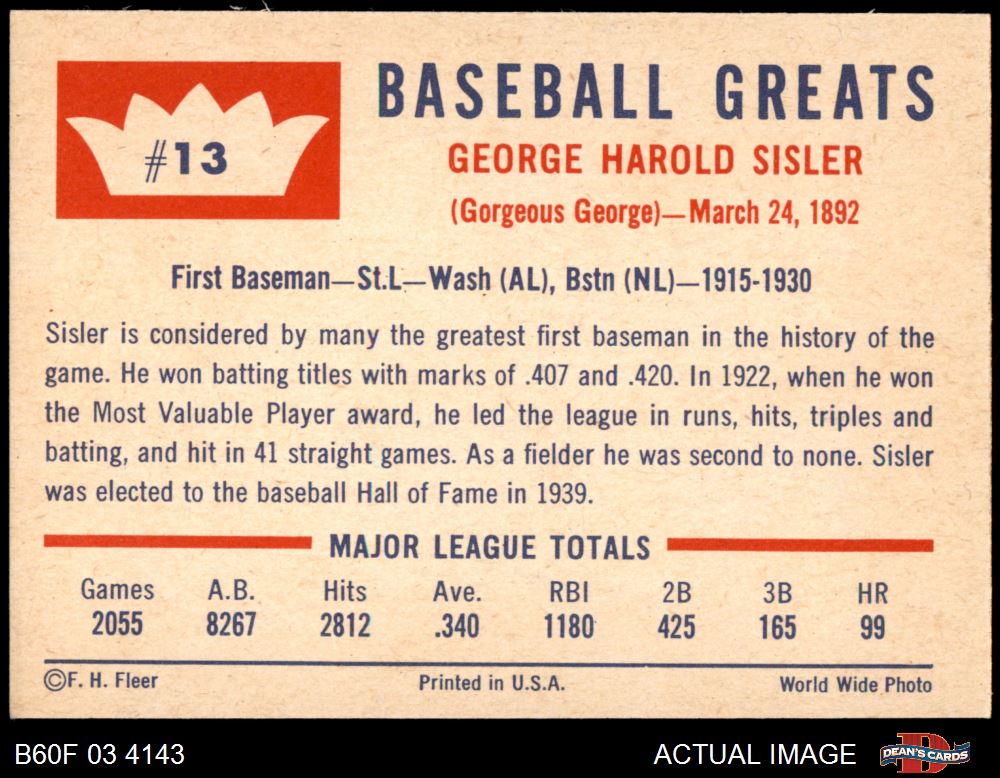 #13
BASEBALL GREATS
GEORGE HAROLD SISLER
(Gorgeous George)—March 24, 1892
First Baseman—St.L—Wash (AL), Bstn (NL)—1915-1930
Sisler is considered by many the greatest first baseman in the history of the
game. He won batting titles with marks of .407 and .420. In 1922, when he won
the Most Valuable Player award, he led the league in runs, hits, triples and
batting, and hit in 41 straight games. As a fielder he was second to none. Sisler
was elected to the baseball Hall of Fame in 1939.
MAJOR LEAGUE TOTALS
Games A.B. Hits Ave. RBI 2B 3B HR
2055 8267 2812 .340 1180 425 165 99
©F. H. Fleer Printed in U.S.A. World Wide Photo
B60F 03 4143 ACTUAL IMAGE DEAN'S CARDS